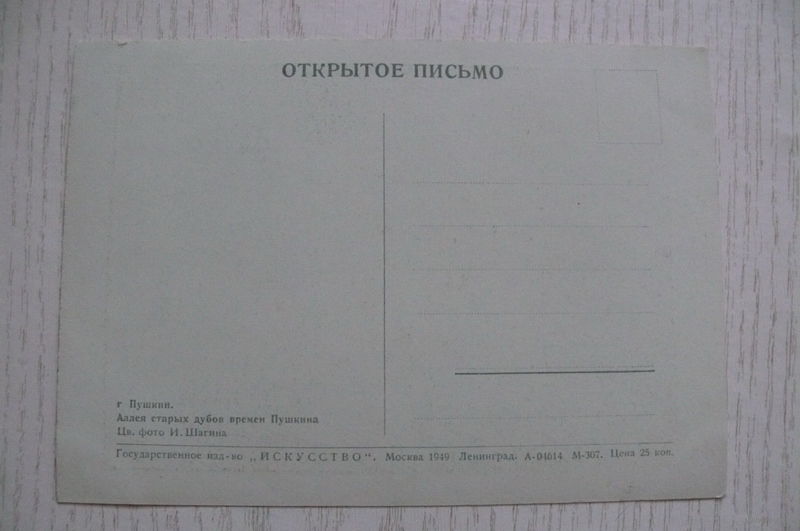 ОТКРЫТОЕ ПИСЬМО
г Пушкин.
Аллея старых дубов времен Пушкина
Цв. фото И. Шагина
Государственное изд-во „ИСКУССТВО“. Москва 1949 Ленинград. А-04614 М-307. Цена 25 коп.